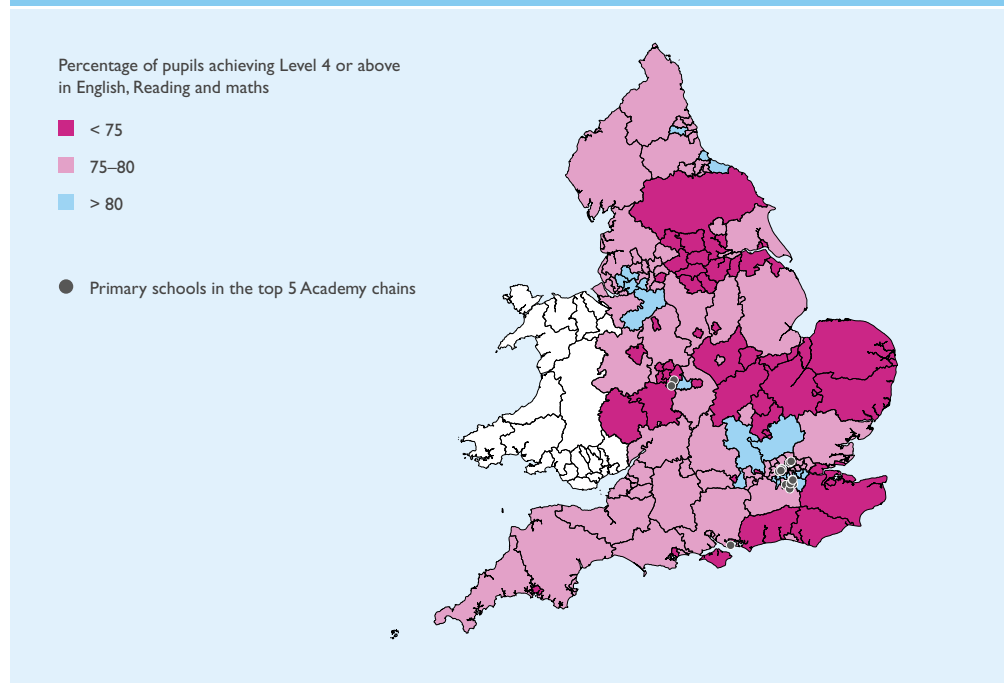 Percentage of pupils achieving Level 4 or above
in English, Reading and maths
< 75
75–80
> 80
Primary schools in the top 5 Academy chains